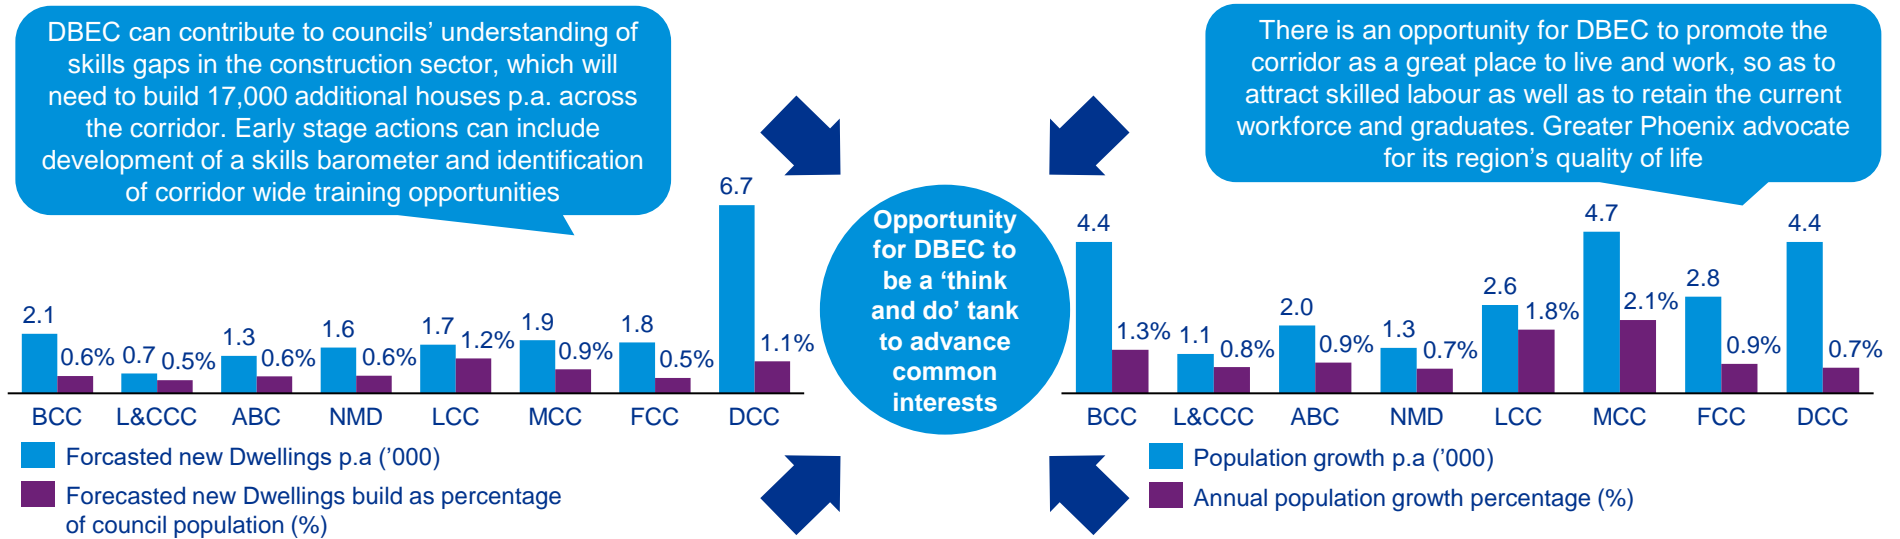 DBEC can contribute to councils’ understanding of
skills gaps in the construction sector, which will
need to build 17,000 additional houses p.a. across
the corridor. Early stage actions can include
development of a skills barometer and identification
of corridor wide training opportunities
There is an opportunity for DBEC to promote the
corridor as a great place to live and work, so as to
attract skilled labour as well as to retain the current
workforce and graduates. Greater Phoenix advocate
for its region’s quality of life
Opportunity
for DBEC to
be a ‘think
and do’ tank
to advance
common
interests
2.1 0.6% 0.7 0.5% 1.3 0.6% 1.6 0.6% 1.7 1.2% 1.9 0.9% 1.8 0.5% 6.7 1.1%
BCC L&CCC ABC NMD LCC MCC FCC DCC
Forcasted new Dwellings p.a (’000)
Forecasted new Dwellings build as percentage
of council population (%)
4.4 1.3% 1.1 0.8% 2.0 0.9% 1.3 0.7% 2.6 1.8% 4.7 2.1% 2.8 0.9% 4.4 0.7%
BCC L&CCC ABC NMD LCC MCC FCC DCC
Population growth p.a (’000)
Annual population growth percentage (%)